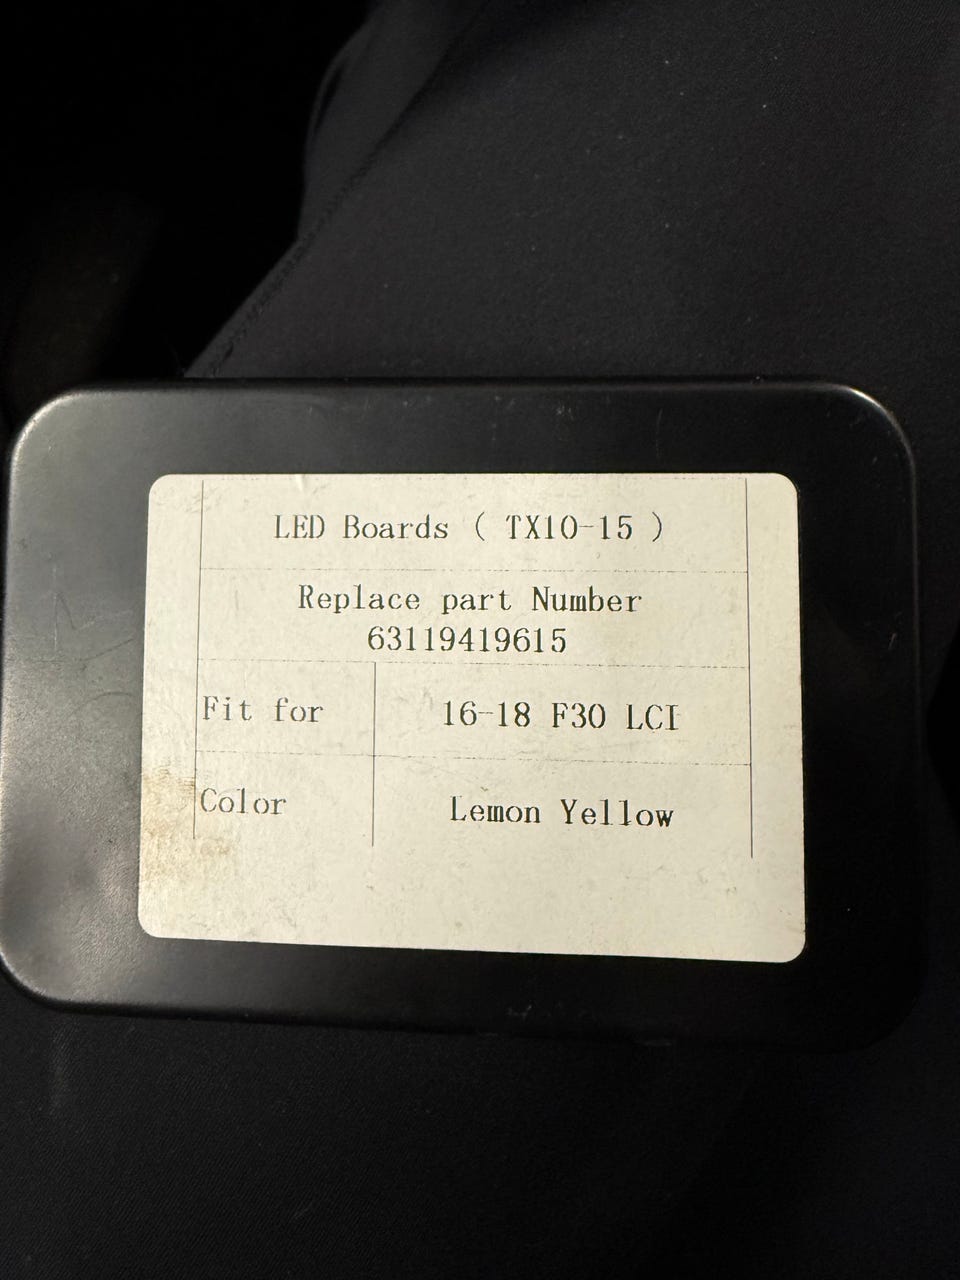 LED Boards ( TX10-15 )
Replace part Number
63119419615
Fit for 16-18 F30 LCI
Color Lemon Yellow